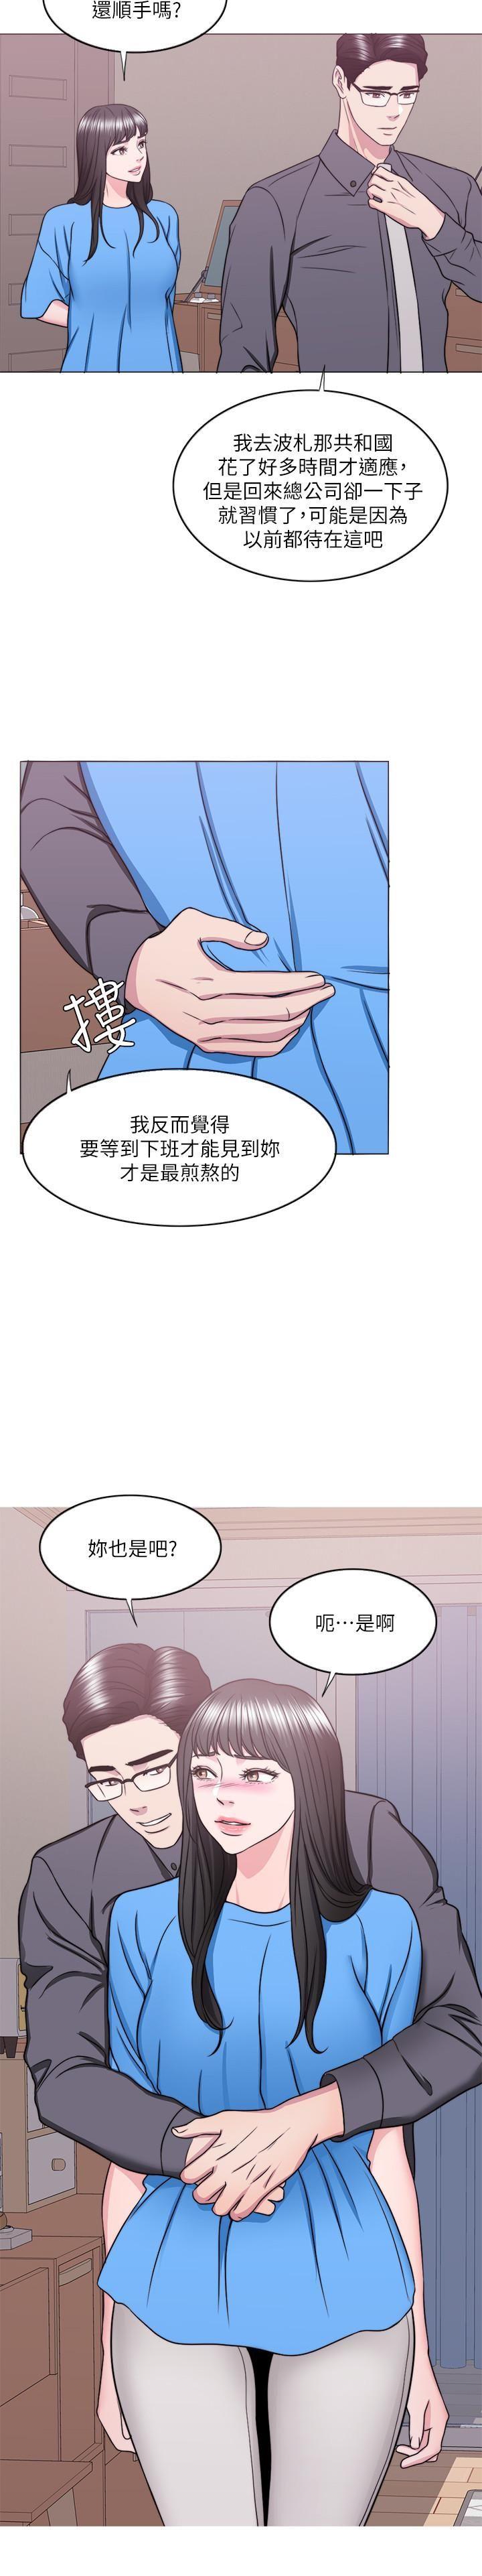 還順手嗎?
我去波札那共和國
花了好多時間才適應，
但是回來總公司卻一下子
就習慣了，可能是因為
以前都待在這吧
摟
我反而覺得
要等到下班才能見到妳
才是最煎熬的
妳也是吧?
呃⋯是啊